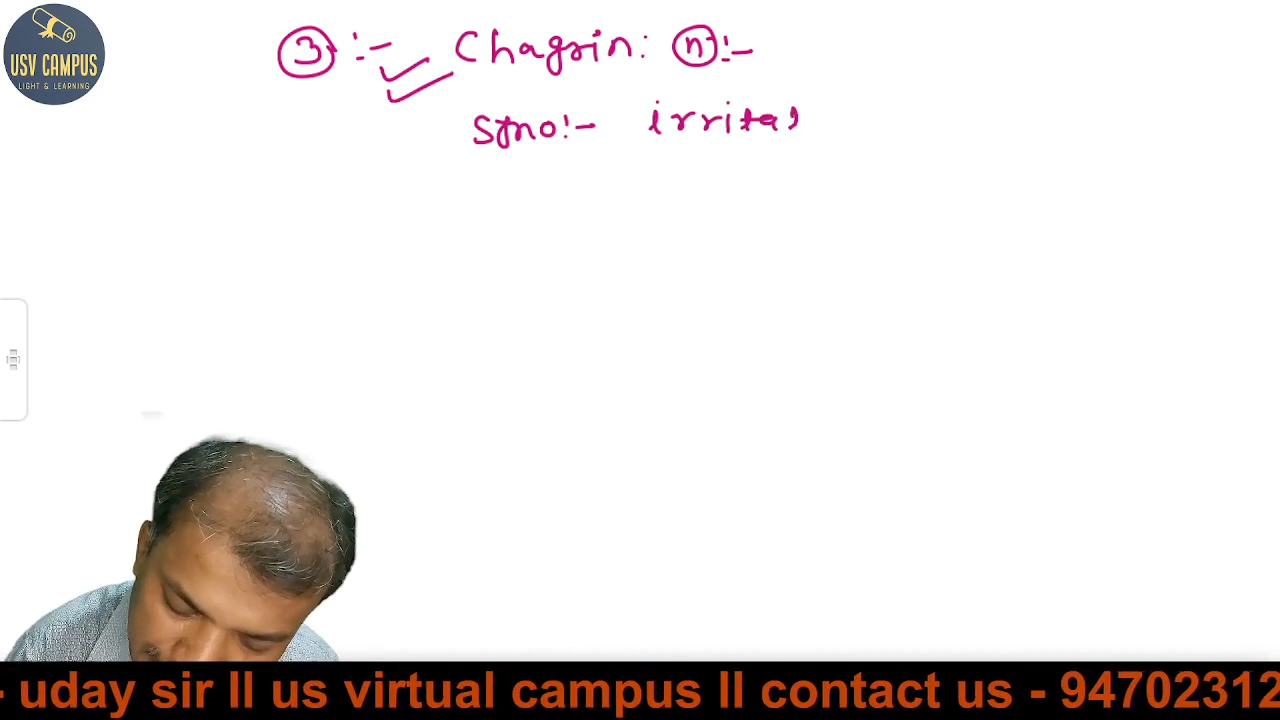 USV CAMPUS
LIGHT & LEARNING
3 :- Chagrin: n :-
Syno:- irrita
- uday sir ll us virtual campus ll contact us - 94702312